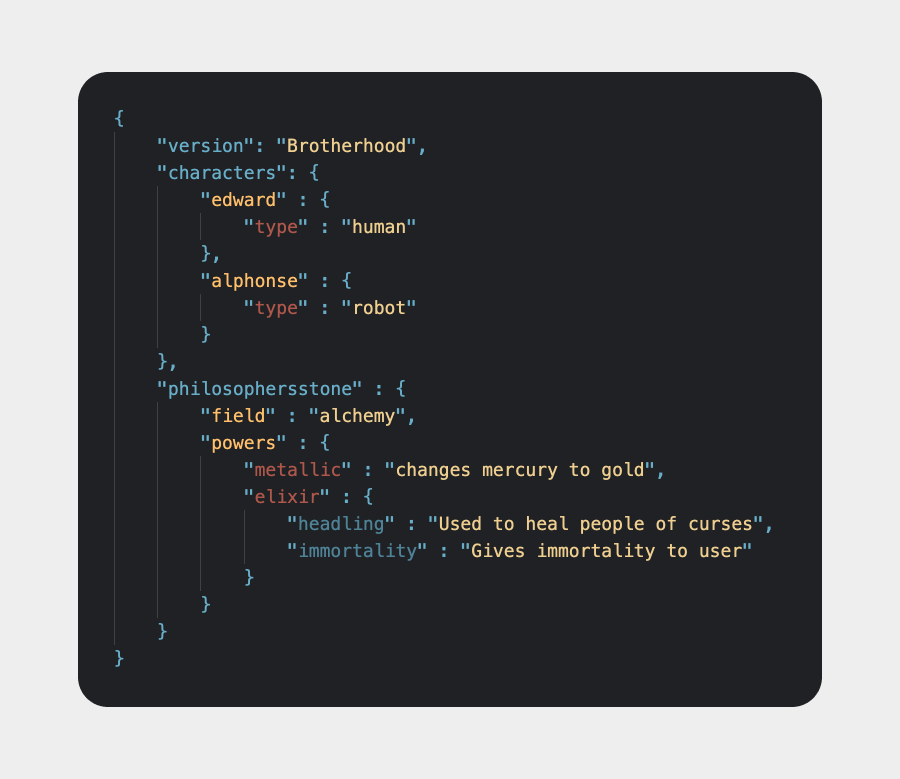 {
    "version": "Brotherhood",
    "characters": {
        "edward" : {
            "type" : "human"
        },
        "alphonse" : {
            "type" : "robot"
        }
    },
    "philosophersstone" : {
        "field" : "alchemy",
        "powers" : {
            "metallic" : "changes mercury to gold",
            "elixir" : {
                "headling" : "Used to heal people of curses",
                "immortality" : "Gives immortality to user"
            }
        }
    }
}